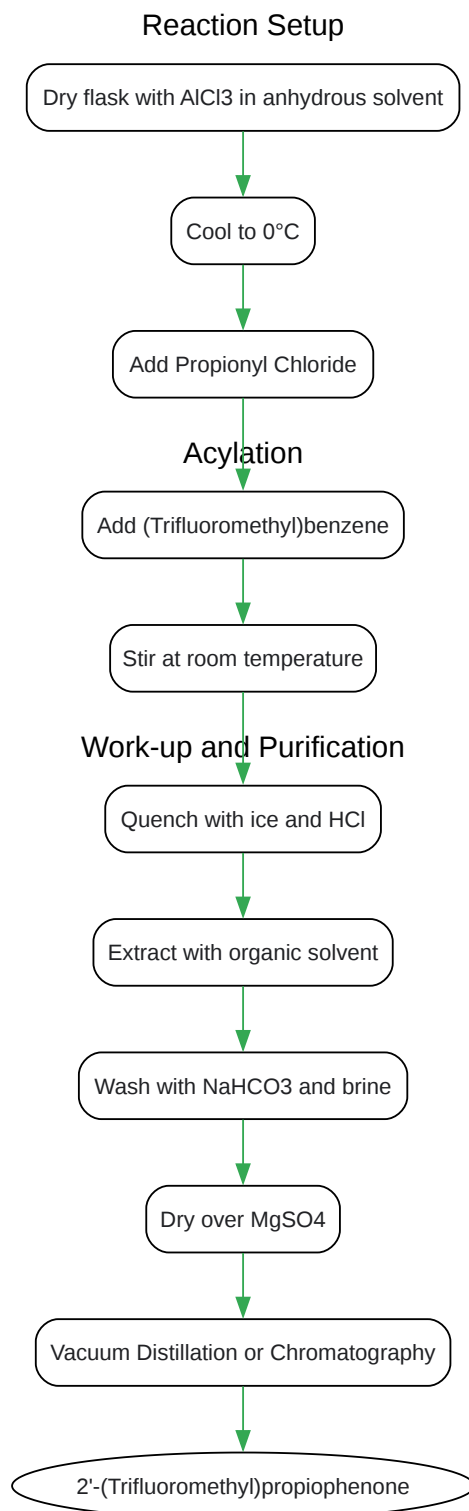 Reaction Setup
Dry flask with AlCl3 in anhydrous solvent
Cool to 0°C
Add Propionyl Chloride
Acylation
Add (Trifluoromethyl)benzene
Stir at room temperature
Work-up and Purification
Quench with ice and HCl
Extract with organic solvent
Wash with NaHCO3 and brine
Dry over MgSO4
Vacuum Distillation or Chromatography
2'-(Trifluoromethyl)propiophenone